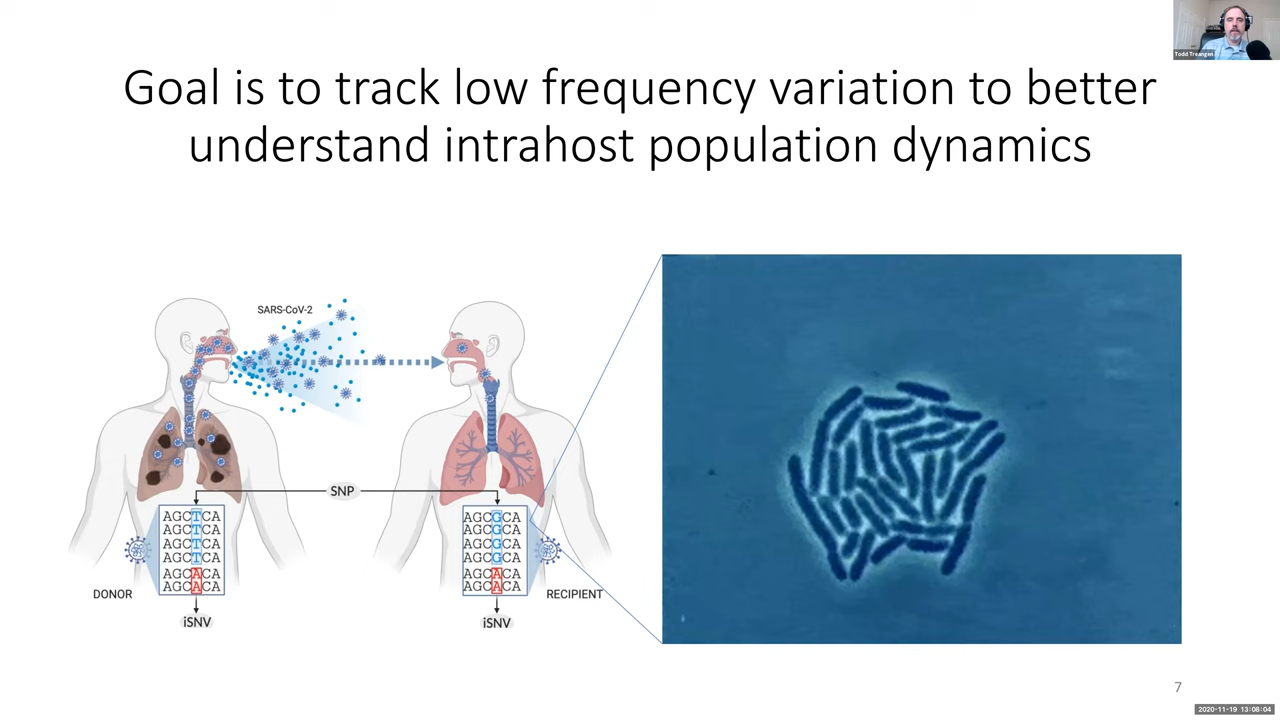 Todd Treangen
Goal is to track low frequency variation to better
understand intrahost population dynamics
SARS-CoV-2
SNP
AGCTCA
AGCTCA
AGCTCA
AGCTCA
AGCACA
AGCACA
DONOR
iSNV
AGCGCA
AGCGCA
AGCGCA
AGCGCA
AGCACA
AGCACA
RECIPIENT
iSNV
7
2020-11-19 13:08:04